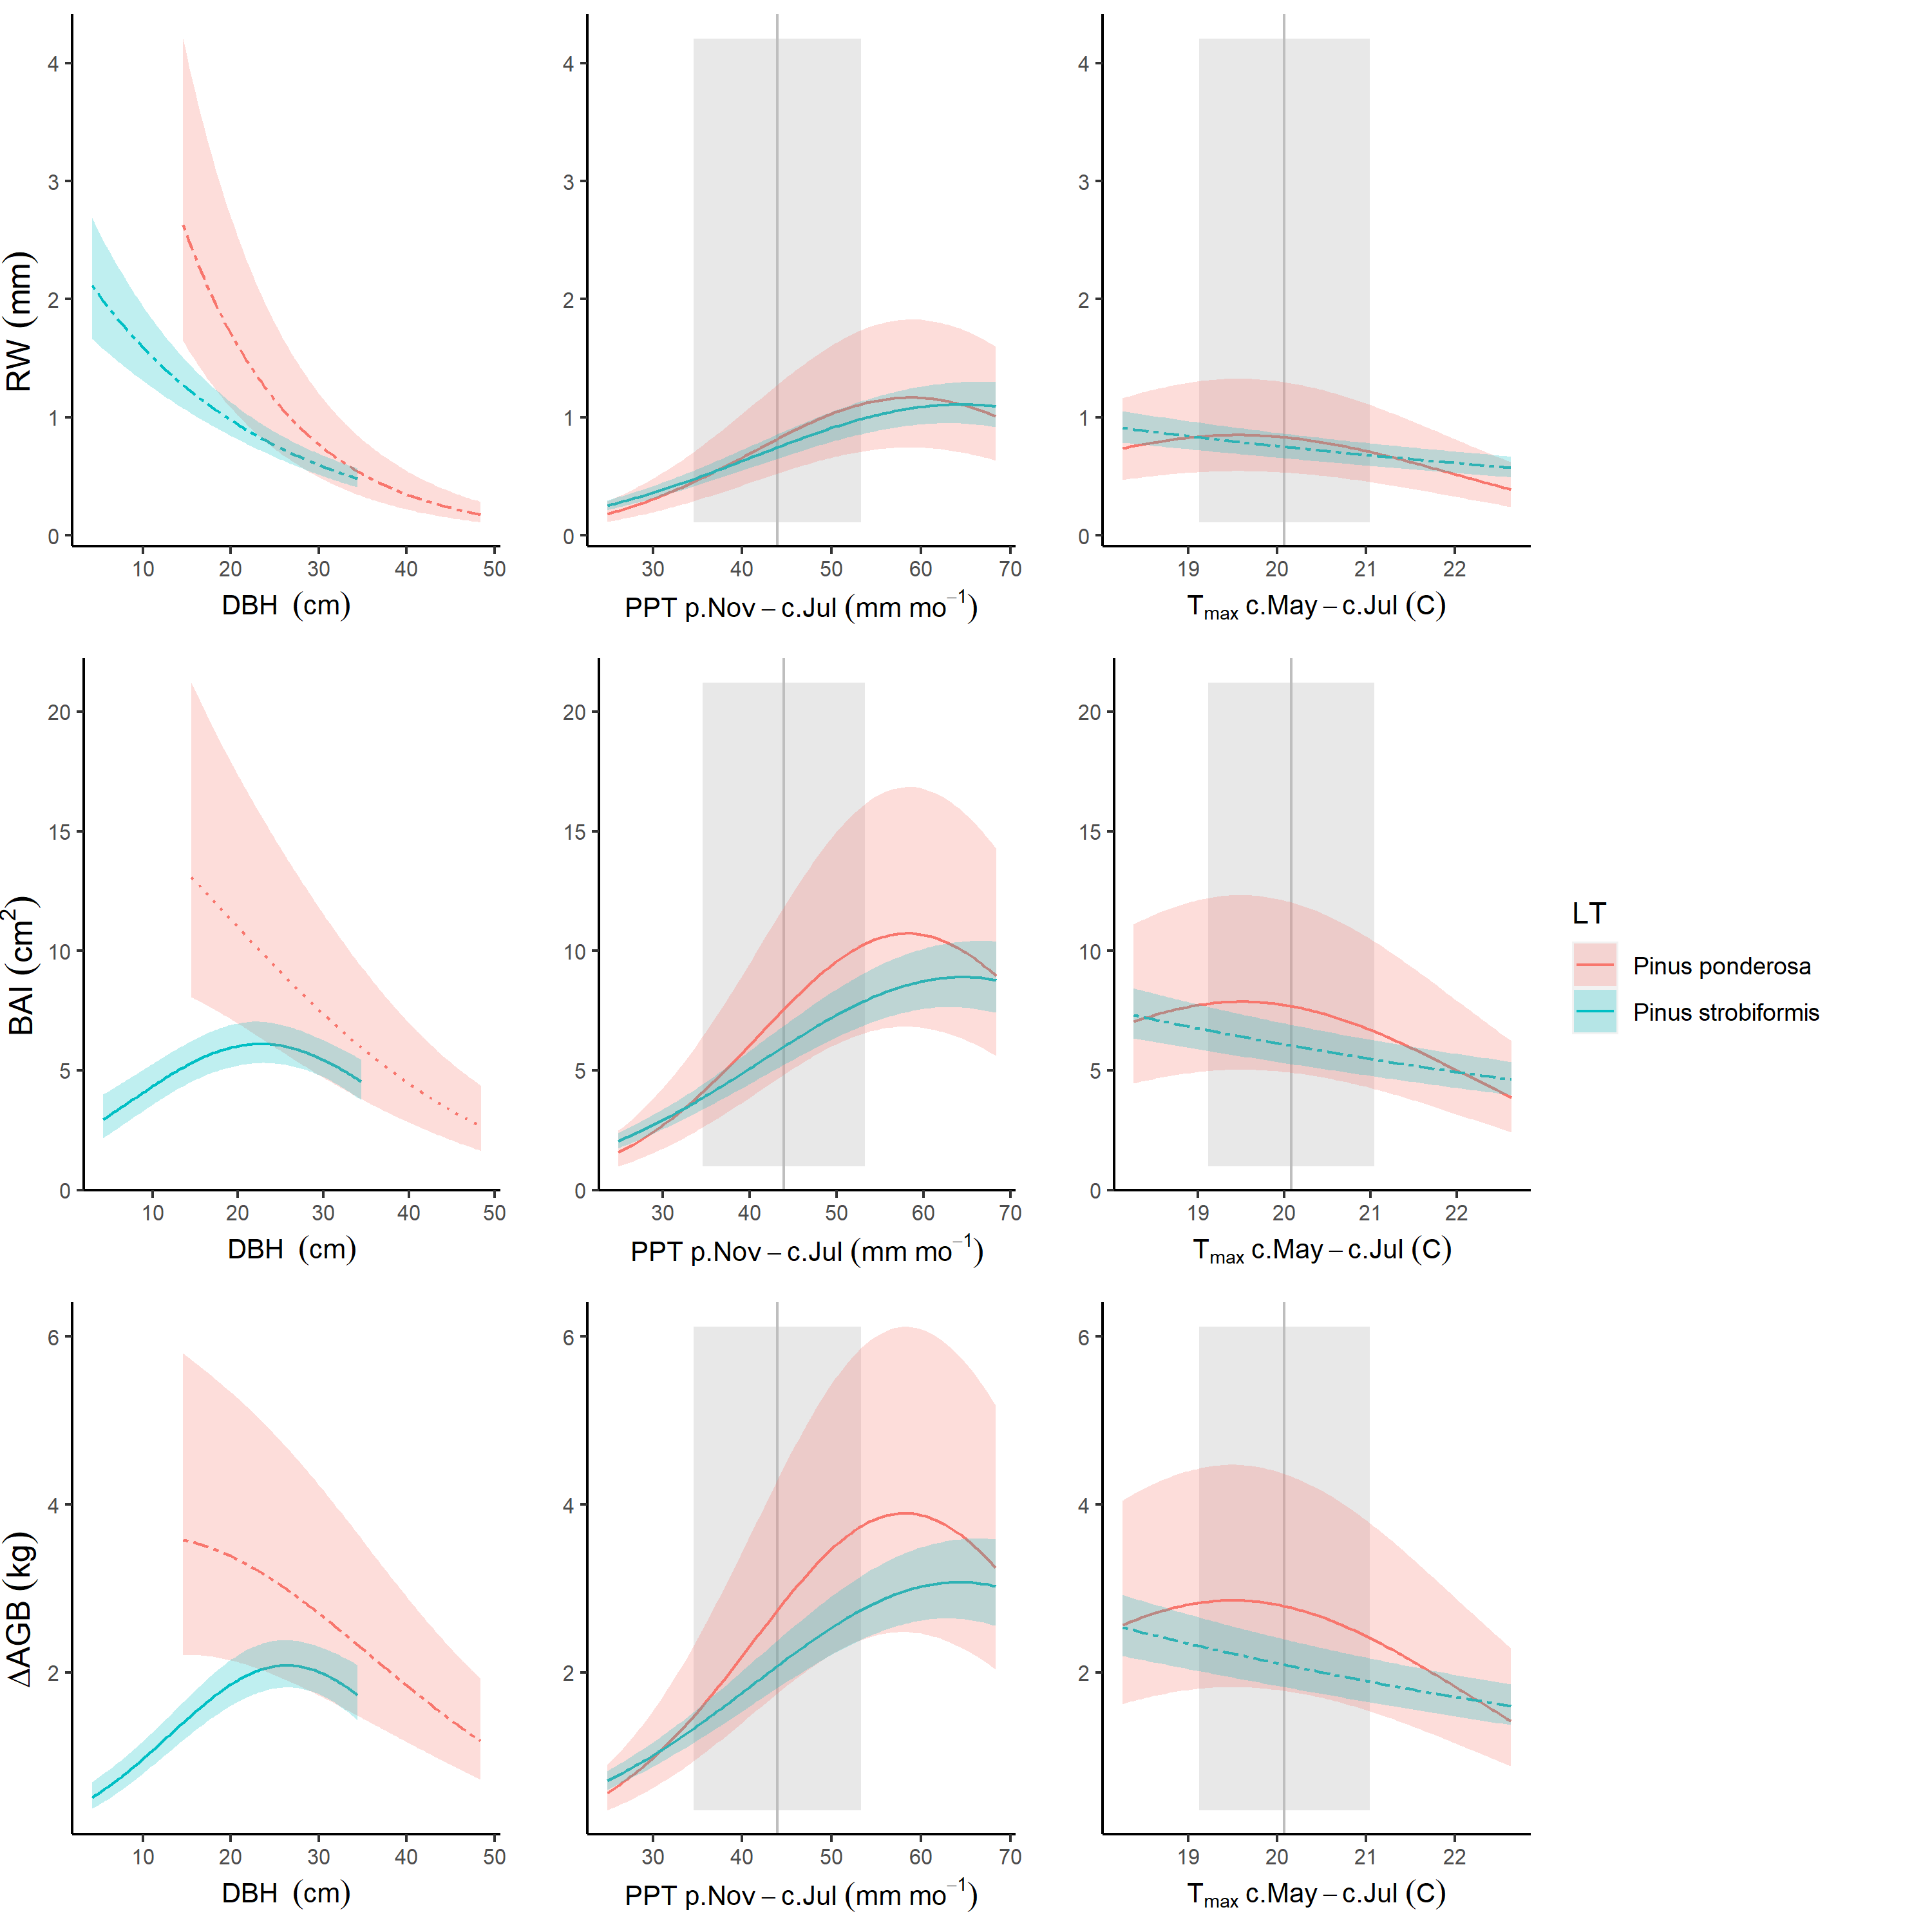 RW (mm)
4
3
2
1
0
10 20 30 40 50
DBH (cm)
4
3
2
1
0
30 40 50 60 70
PPT p.Nov – c.Jul (mm mo⁻¹)
4
3
2
1
0
19 20 21 22
Tmax c.May – c.Jul (C)
BAI (cm²)
20
15
10
5
0
10 20 30 40 50
DBH (cm)
20
15
10
5
0
30 40 50 60 70
PPT p.Nov – c.Jul (mm mo⁻¹)
20
15
10
5
0
19 20 21 22
Tmax c.May – c.Jul (C)
LT
Pinus ponderosa
Pinus strobiformis
ΔAGB (kg)
6
4
2
10 20 30 40 50
DBH (cm)
6
4
2
30 40 50 60 70
PPT p.Nov – c.Jul (mm mo⁻¹)
6
4
2
19 20 21 22
Tmax c.May – c.Jul (C)